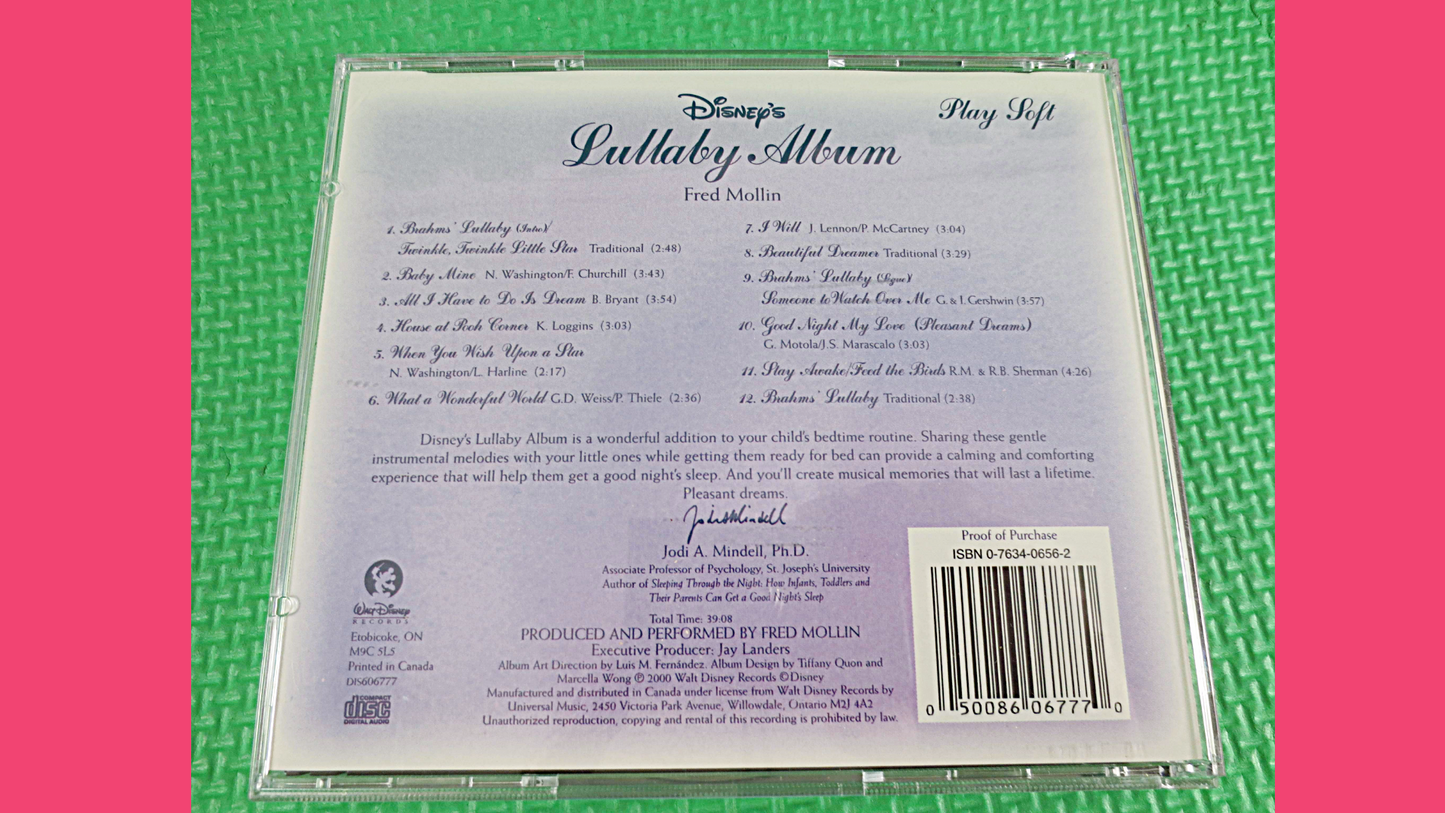 Disney's
Play Soft
Lullaby Album
Fred Mollin
1. Brahms' Lullaby (Intro)/
Twinkle, Twinkle Little Star Traditional (2:48)
2. Baby Mine N. Washington/F. Churchill (3:43)
3. All I Have to Do Is Dream B. Bryant (3:54)
4. House at Pooh Corner K. Loggins (3:03)
5. When You Wish Upon a Star
N. Washington/L. Harline (2:17)
6. What a Wonderful World G.D. Weiss/P. Thiele (2:36)
7. I Will J. Lennon/P. McCartney (3:04)
8. Beautiful Dreamer Traditional (3:29)
9. Brahms' Lullaby (Segue)/
Someone to Watch Over Me G. & I. Gershwin (3:57)
10. Good Night My Love (Pleasant Dreams)
G. Motola/J.S. Marascalo (3:03)
11. Stay Awake/Feed the Birds R.M. & R.B. Sherman (4:26)
12. Brahms' Lullaby Traditional (2:38)
Disney's Lullaby Album is a wonderful addition to your child's bedtime routine. Sharing these gentle
instrumental melodies with your little ones while getting them ready for bed can provide a calming and comforting
experience that will help them get a good night's sleep. And you'll create musical memories that will last a lifetime.
Pleasant dreams.
Jodi A. Mindell, Ph.D.
Associate Professor of Psychology, St. Joseph's University
Author of Sleeping Through the Night: How Infants, Toddlers and
Their Parents Can Get a Good Night's Sleep
Total Time: 39:08
PRODUCED AND PERFORMED BY FRED MOLLIN
Executive Producer: Jay Landers
Album Art Direction by Luis M. Fernández. Album Design by Tiffany Quon and
Marcella Wong ℗ 2000 Walt Disney Records © Disney
Manufactured and distributed in Canada under license from Walt Disney Records by
Universal Music, 2450 Victoria Park Avenue, Willowdale, Ontario M2J 4A2
Unauthorized reproduction, copying and rental of this recording is prohibited by law.
Walt Disney
RECORDS
Etobicoke, ON
M9C 5L5
Printed in Canada
DIS606777
COMPACT
disc
DIGITAL AUDIO
Proof of Purchase
ISBN 0-7634-0656-2
0 50086 06777 0